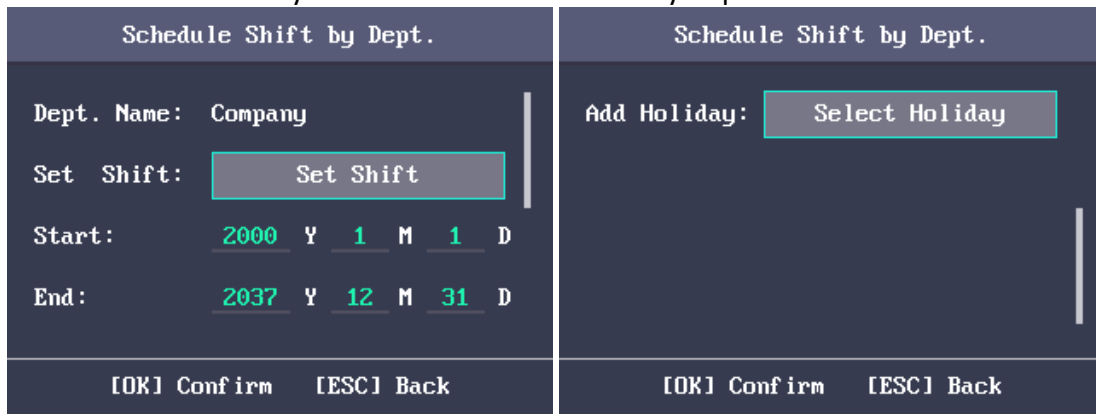 Schedule Shift by Dept.
Dept. Name: Company
Set Shift: Set Shift
Start: 2000 Y 1 M 1 D
End: 2037 Y 12 M 31 D
[OK] Confirm [ESC] Back
Schedule Shift by Dept.
Add Holiday: Select Holiday
[OK] Confirm [ESC] Back